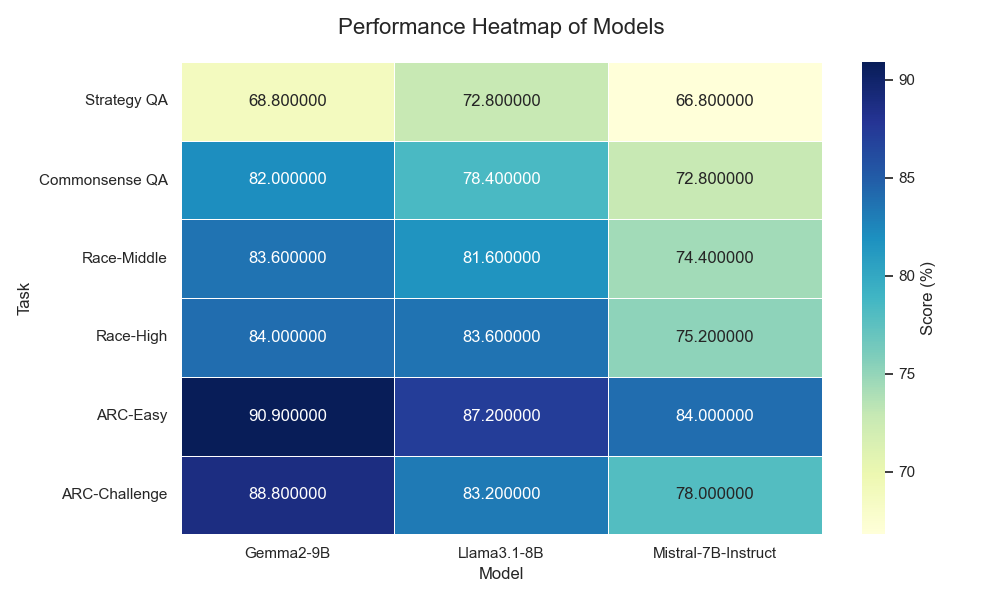 Performance Heatmap of Models
Strategy QA 68.800000 72.800000 66.800000
Commonsense QA 82.000000 78.400000 72.800000
Race-Middle 83.600000 81.600000 74.400000
Race-High 84.000000 83.600000 75.200000
ARC-Easy 90.900000 87.200000 84.000000
ARC-Challenge 88.800000 83.200000 78.000000
Gemma2-9B Llama3.1-8B Mistral-7B-Instruct
Model
Task
90
85
80
75
70
Score (%)